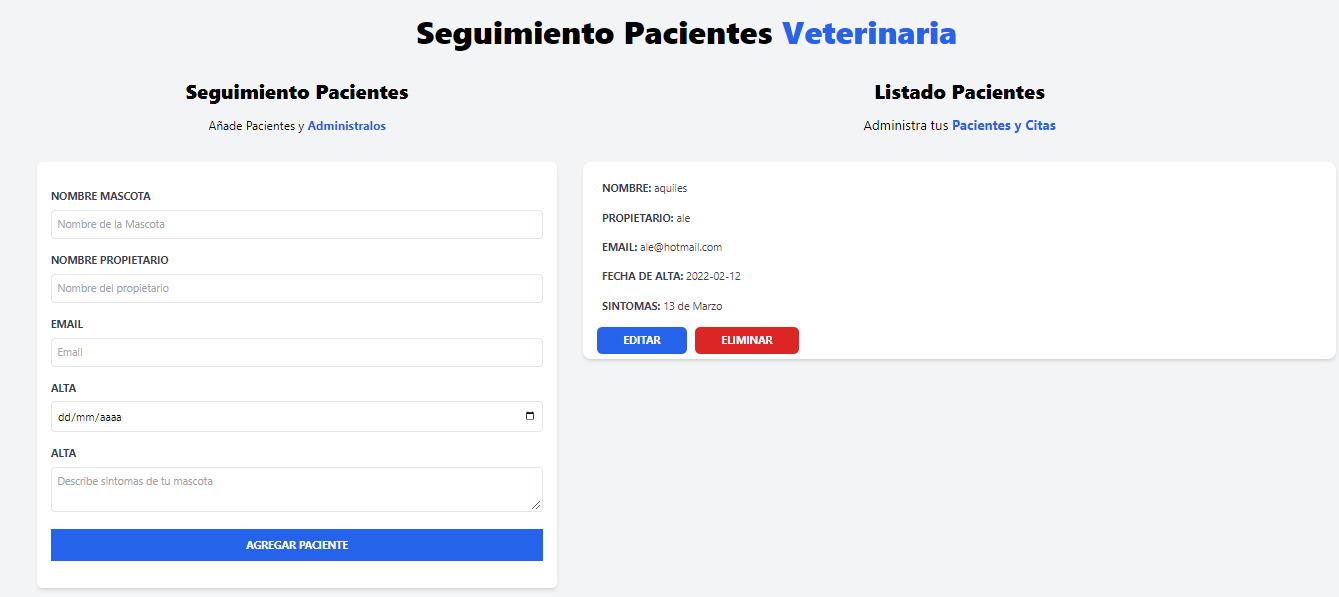 Seguimiento Pacientes Veterinaria
Seguimiento Pacientes
Añade Pacientes y Administralos
NOMBRE MASCOTA
Nombre de la Mascota
NOMBRE PROPIETARIO
Nombre del propietario
EMAIL
Email
ALTA
dd/mm/aaaa
ALTA
Describe sintomas de tu mascota
AGREGAR PACIENTE
Listado Pacientes
Administra tus Pacientes y Citas
NOMBRE: aquiles
PROPIETARIO: ale
EMAIL: ale@hotmail.com
FECHA DE ALTA: 2022-02-12
SINTOMAS: 13 de Marzo
EDITAR ELIMINAR